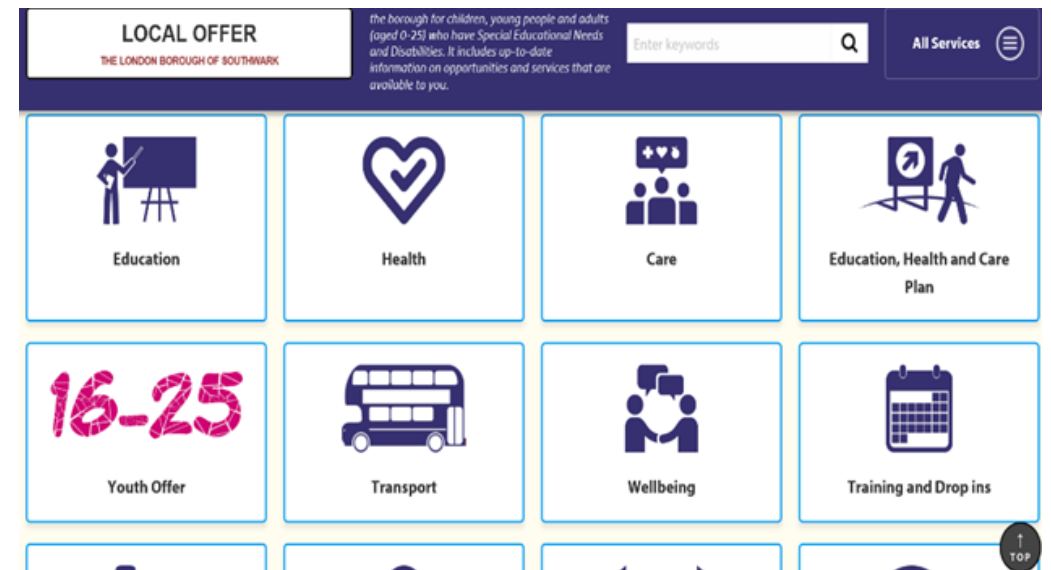 LOCAL OFFER
THE LONDON BOROUGH OF SOUTHWARK
the borough for children, young people and adults
(aged 0-25) who have Special Educational Needs
and Disabilities. It includes up-to-date
information on opportunities and services that are
available to you.
Enter keywords
All Services
Education
Health
Care
Education, Health and Care
Plan
16-25
Youth Offer
Transport
Wellbeing
Training and Drop ins
↑
TOP